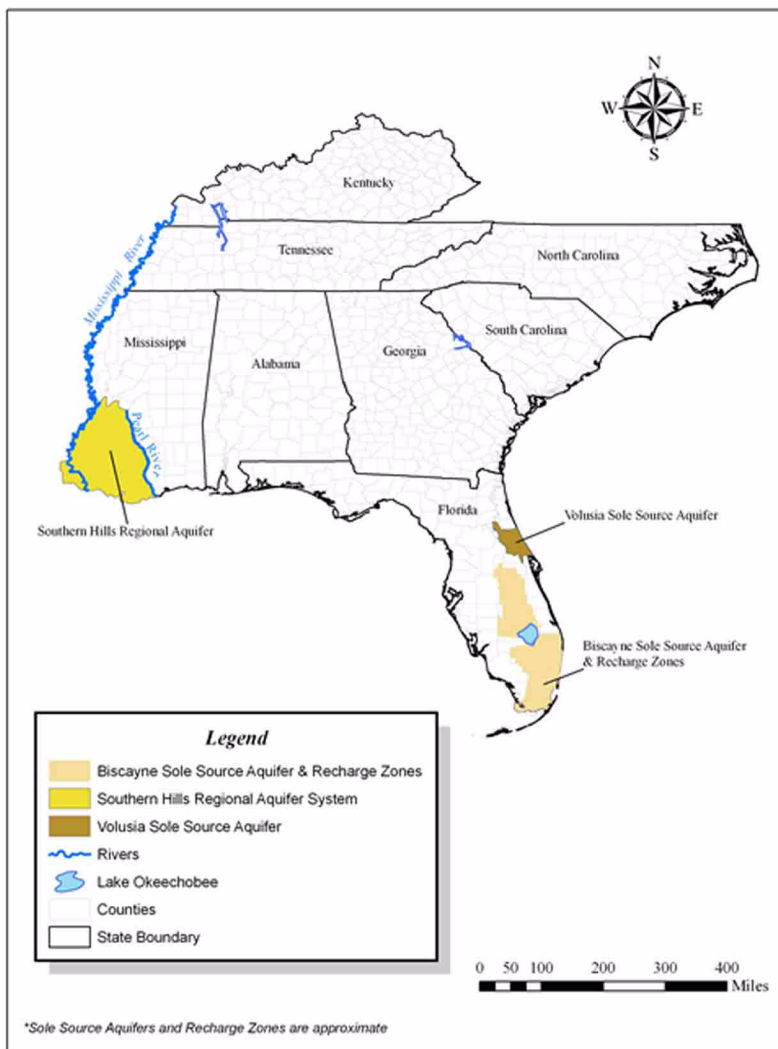 N
W E
S
Kentucky
Tennessee
North Carolina
Mississippi River
South Carolina
Mississippi
Alabama
Georgia
Pearl River
Southern Hills Regional Aquifer
Florida
Volusia Sole Source Aquifer
Biscayne Sole Source Aquifer
& Recharge Zones
Legend
Biscayne Sole Source Aquifer & Recharge Zones
Southern Hills Regional Aquifer System
Volusia Sole Source Aquifer
Rivers
Lake Okeechobee
Counties
State Boundary
0 50 100 200 300 400
Miles
*Sole Source Aquifers and Recharge Zones are approximate